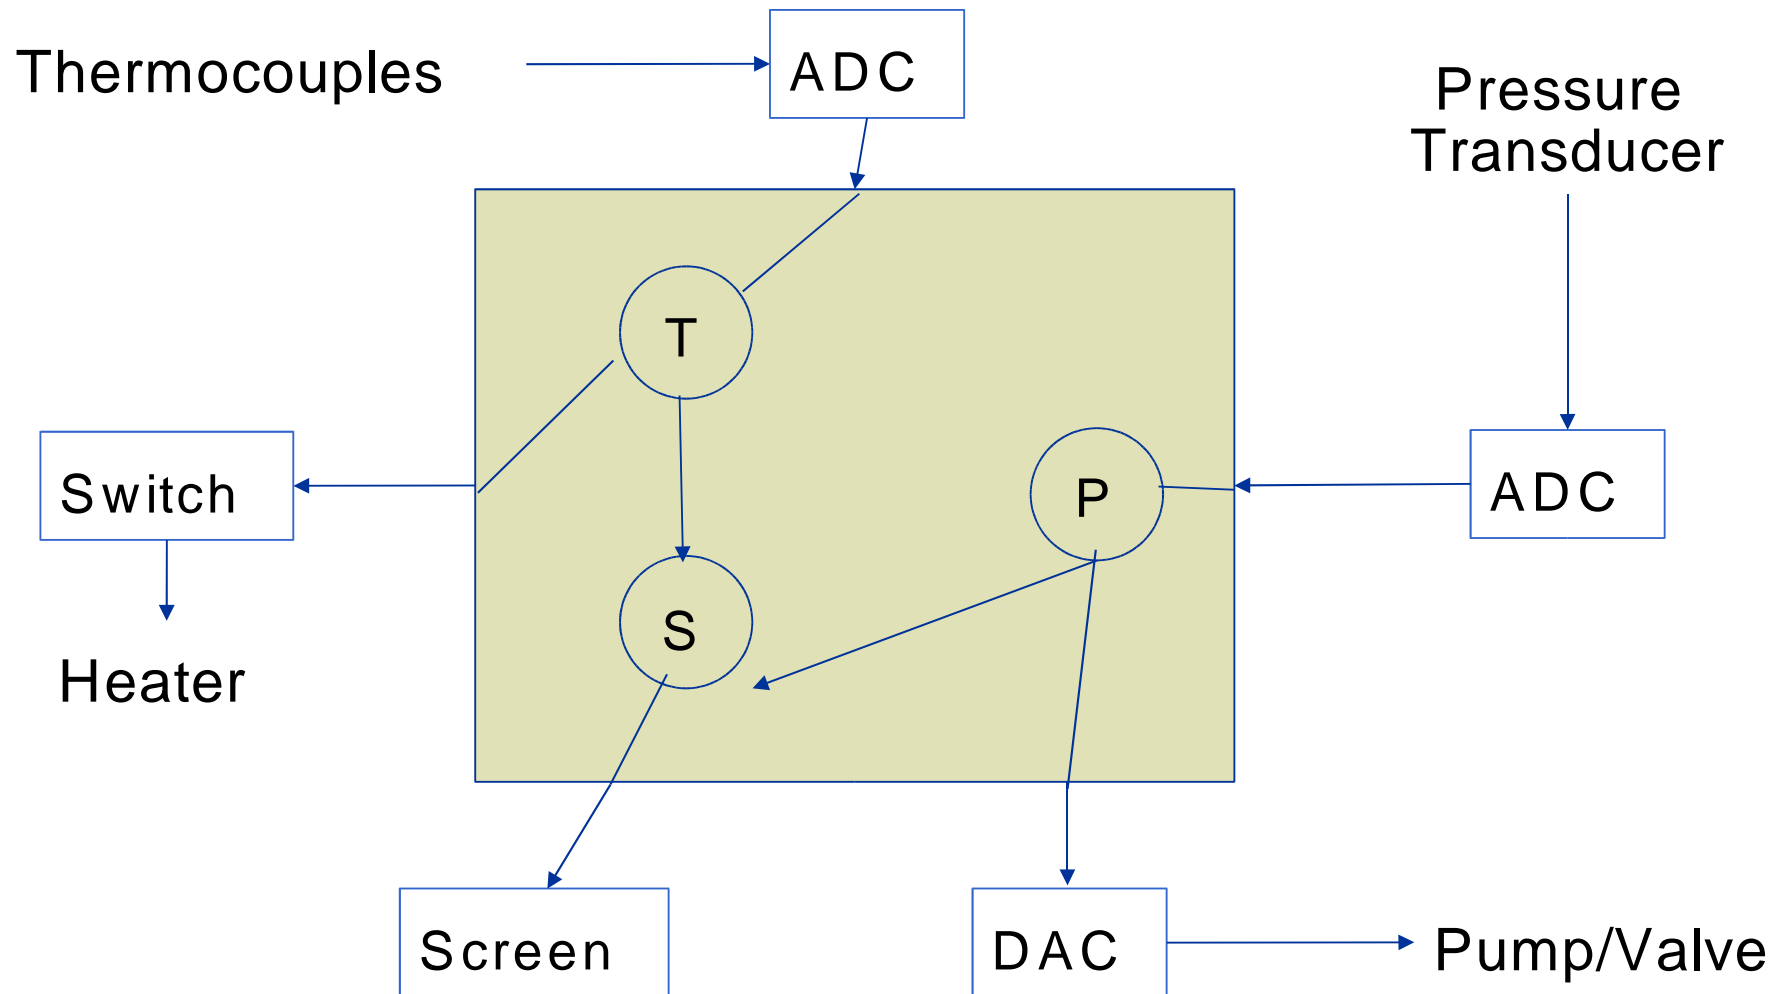 Thermocouples
ADC
Pressure
Transducer
T
Switch
P
ADC
S
Heater
Screen
DAC
Pump/Valve